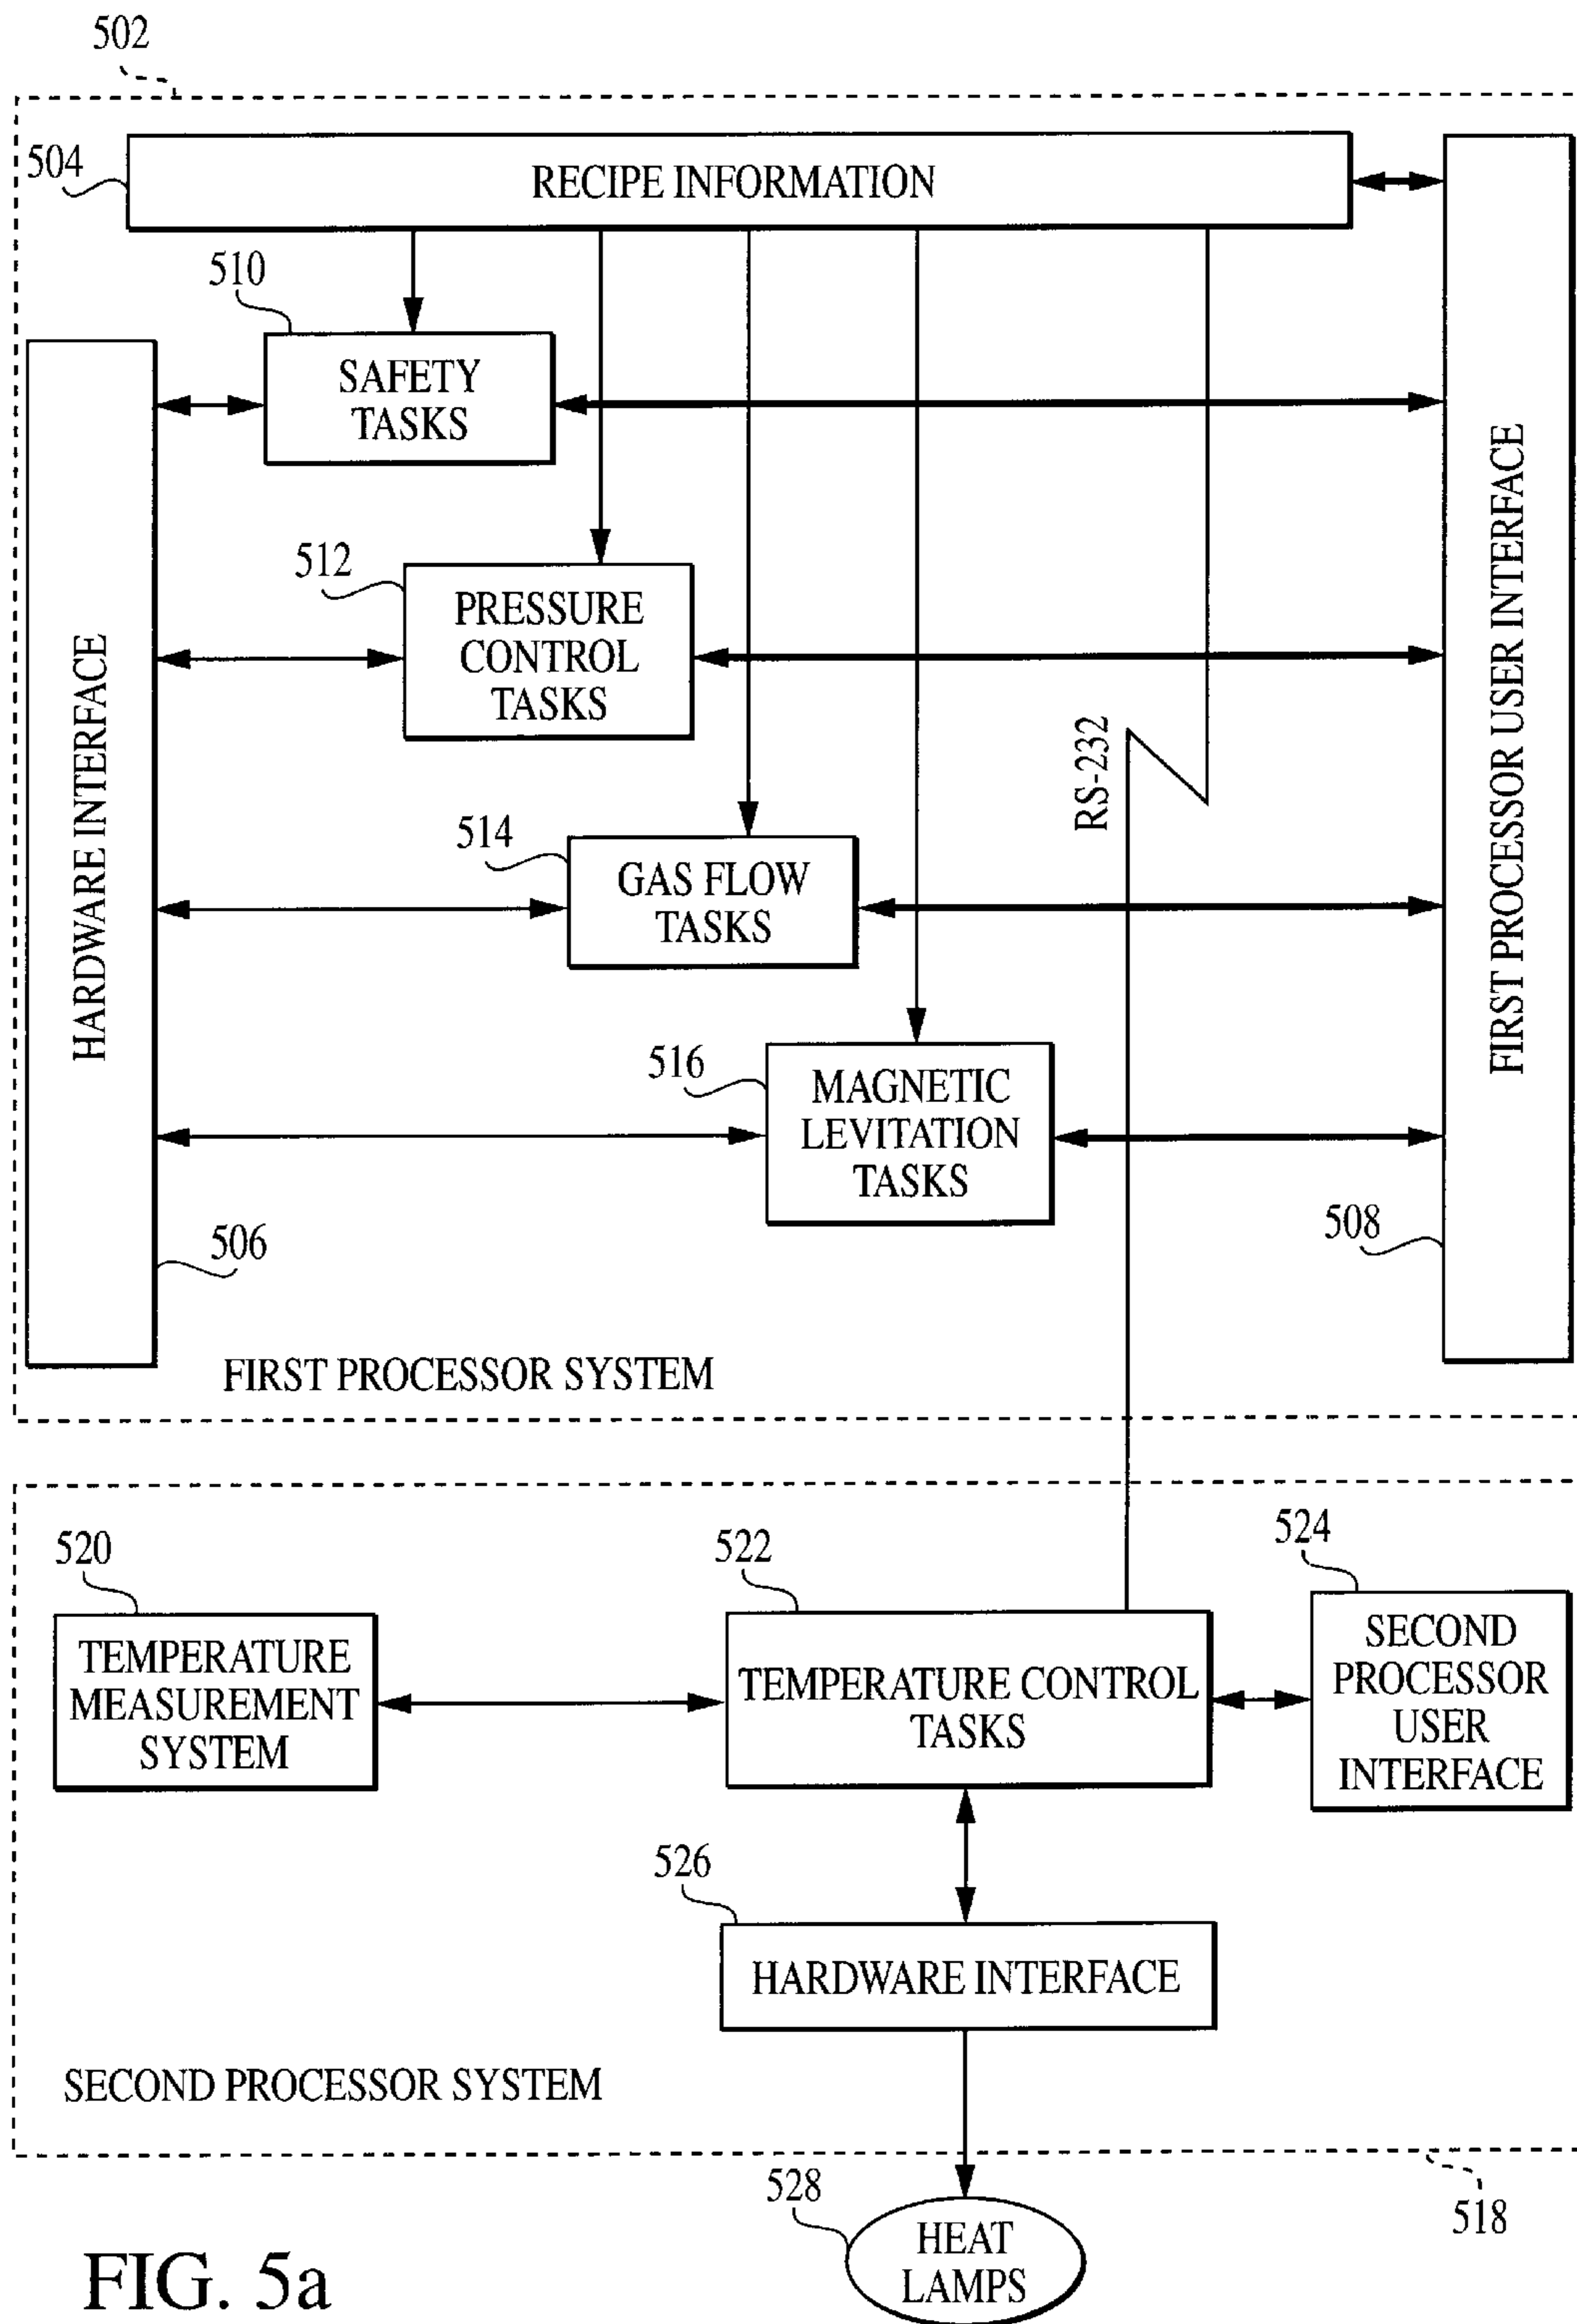 502
504
RECIPE INFORMATION
510
SAFETY
TASKS
512
PRESSURE
CONTROL
TASKS
HARDWARE INTERFACE
FIRST PROCESSOR USER INTERFACE
RS-232
514
GAS FLOW
TASKS
516
MAGNETIC
LEVITATION
TASKS
506
508
FIRST PROCESSOR SYSTEM
520
TEMPERATURE
MEASUREMENT
SYSTEM
522
TEMPERATURE CONTROL
TASKS
524
SECOND
PROCESSOR
USER
INTERFACE
526
HARDWARE INTERFACE
SECOND PROCESSOR SYSTEM
528
HEAT
LAMPS
518
FIG. 5a